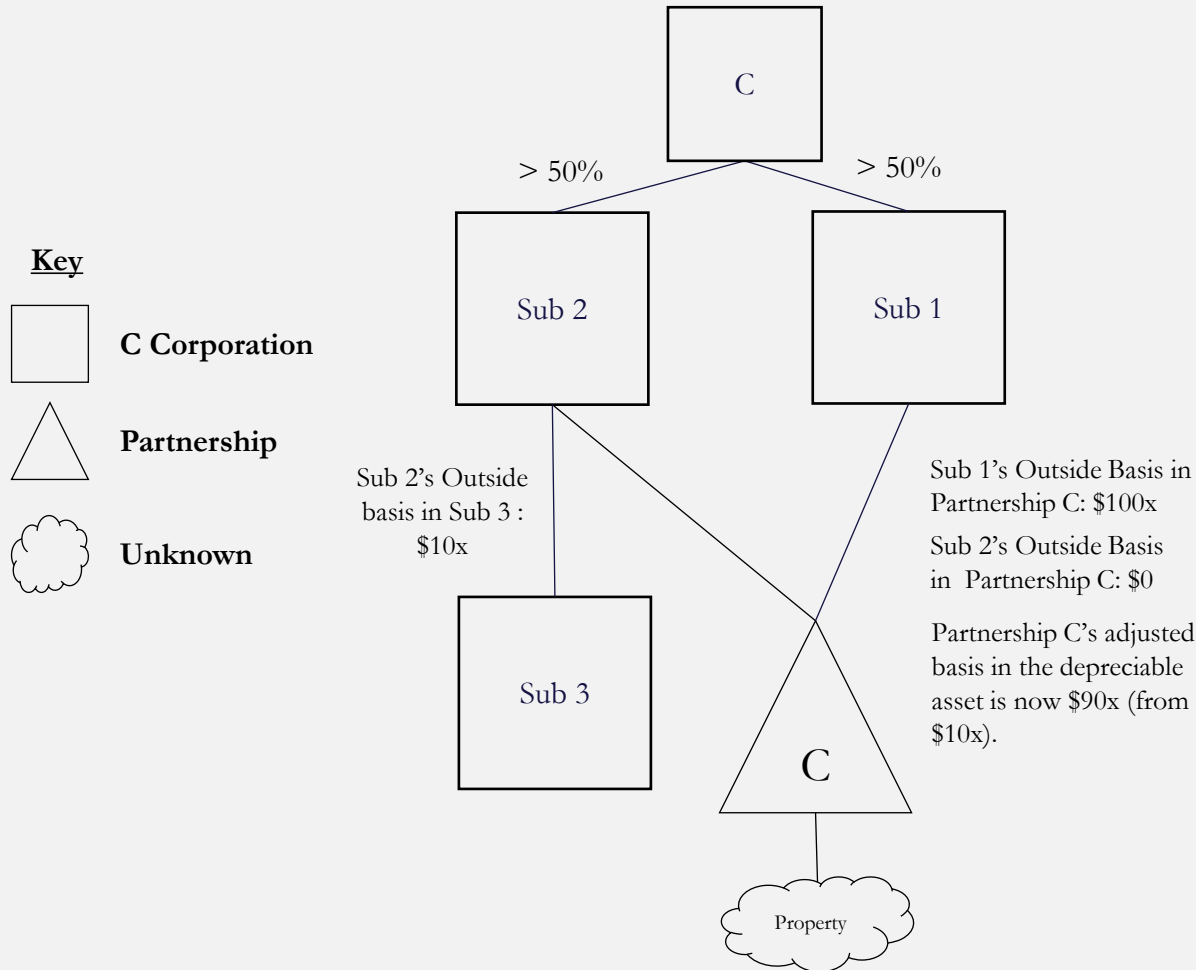 C
> 50%
> 50%
Sub 2
Sub 1
Key
C Corporation
Partnership
Unknown
Sub 2’s Outside
basis in Sub 3 :
$10x
Sub 1’s Outside Basis in
Partnership C: $100x
Sub 2’s Outside Basis
in Partnership C: $0
Partnership C’s adjusted
basis in the depreciable
asset is now $90x (from
$10x).
Sub 3
C
Property